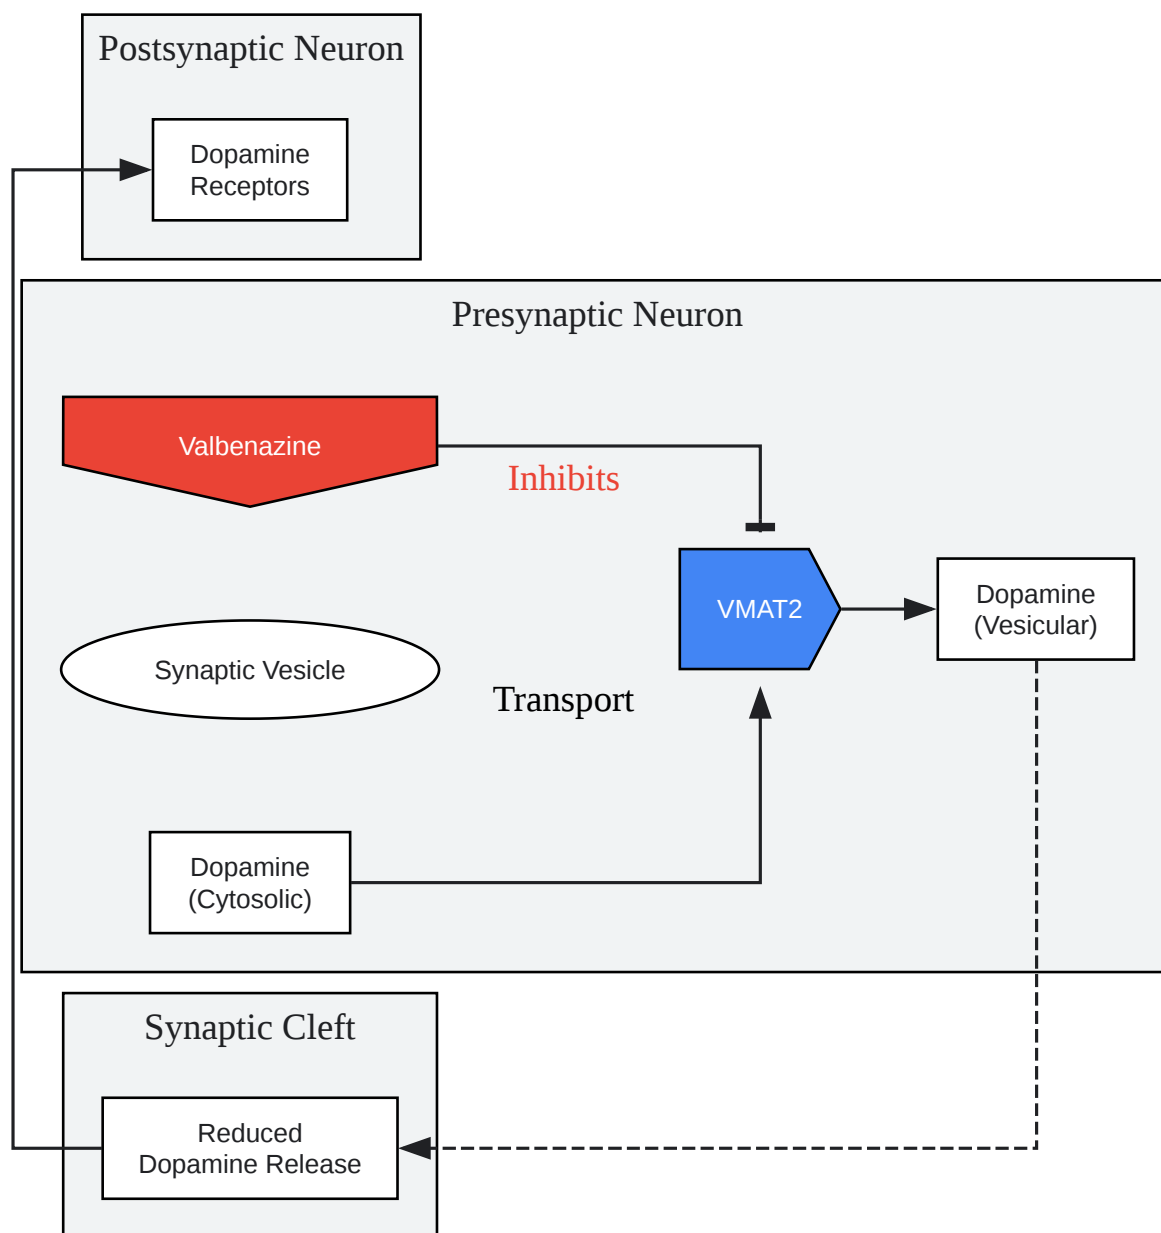 Postsynaptic Neuron
Dopamine
Receptors
Presynaptic Neuron
Valbenazine
Inhibits
VMAT2
Dopamine
(Vesicular)
Synaptic Vesicle
Transport
Dopamine
(Cytosolic)
Synaptic Cleft
Reduced
Dopamine Release